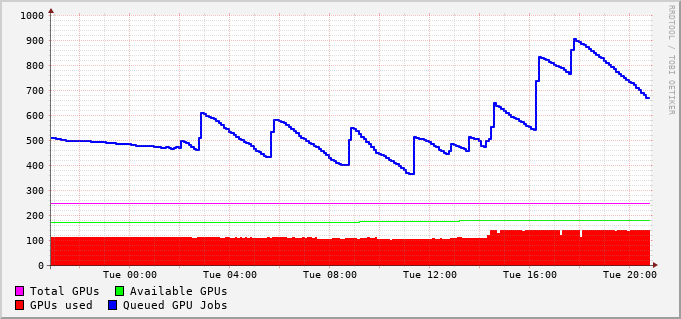 1000
900
800
700
600
500
400
300
200
100
0
Tue 00:00 Tue 04:00 Tue 08:00 Tue 12:00 Tue 16:00 Tue 20:00
Total GPUs Available GPUs
GPUs used Queued GPU Jobs
RRDTOOL / TOBI OETIKER